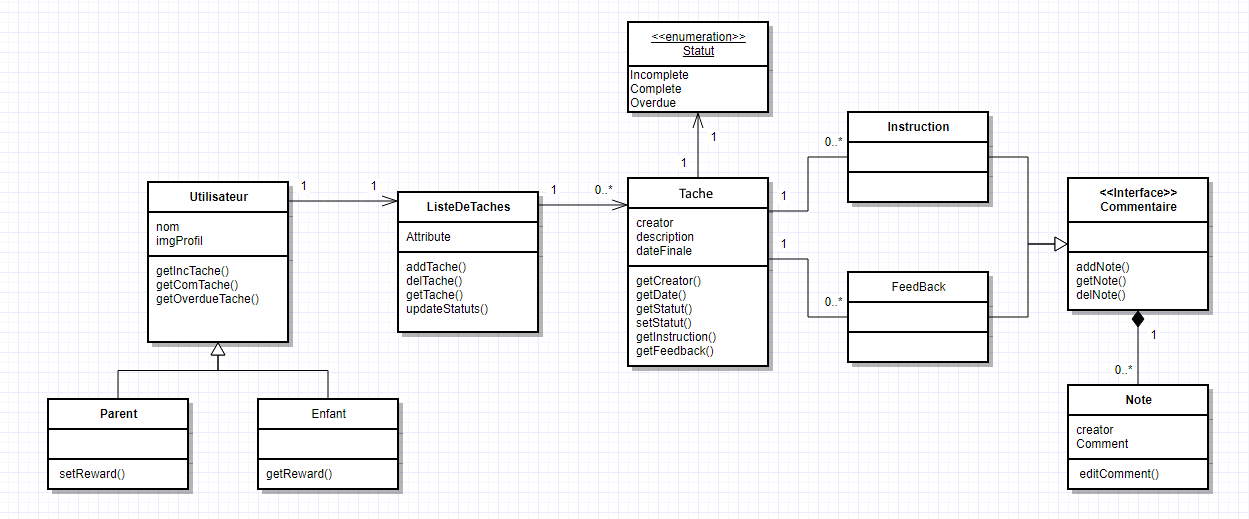 <<enumeration>>
Statut
Incomplete
Complete
Overdue
1
1
Utilisateur
nom
imgProfil
getIncTache()
getComTache()
getOverdueTache()
1
1
ListeDeTaches
Attribute
addTache()
delTache()
getTache()
updateStatuts()
1
0..*
Tache
creator
description
dateFinale
getCreator()
getDate()
getStatut()
setStatut()
getInstruction()
getFeedback()
1
0..*
1
0..*
Instruction
FeedBack
<<Interface>>
Commentaire
addNote()
getNote()
delNote()
1
0..*
Note
creator
Comment
editComment()
Parent
setReward()
Enfant
getReward()